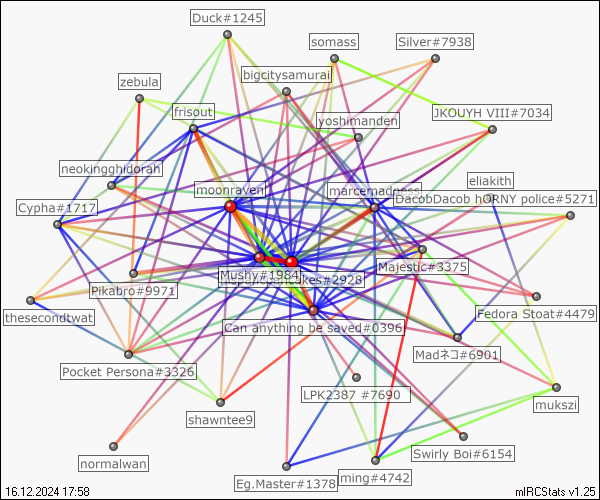 Duck#1245
somass
Silver#7938
bigcitysamurai
zebula
frisout
yoshimanden
JKOUYH VIII#7034
neokingghidorah
eliakith
moonraven
marcemadness
DacobDacob hORNY police#5271
Cypha#1717
Majestic#3375
Mushy#1984
kes#2928
Pikabro#9971
thesecondtwat
Fedora Stoat#4479
Can anything be saved#0396
Madネコ#6901
Pocket Persona#3326
LPK2387 #7690
mukszi
shawntee9
Swirly Boi#6154
normalwan
Eg.Master#1378
ming#4742
16.12.2024 17:58
mIRCStats v1.25